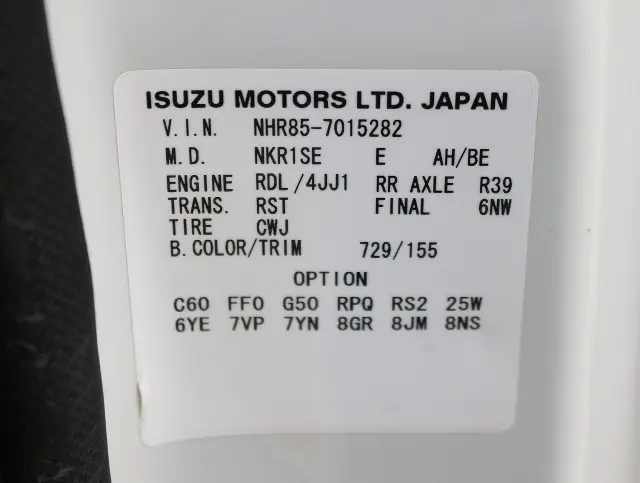 ISUZU MOTORS LTD. JAPAN
V.I.N. NHR85-7015282
M.D. NKR1SE E AH/BE
ENGINE RDL/4JJ1 RR AXLE R39
TRANS. RST FINAL 6NW
TIRE CWJ
B.COLOR/TRIM 729/155
OPTION
C60 FF0 G50 RPQ RS2 25W
6YE 7VP 7YN 8GR 8JM 8NS